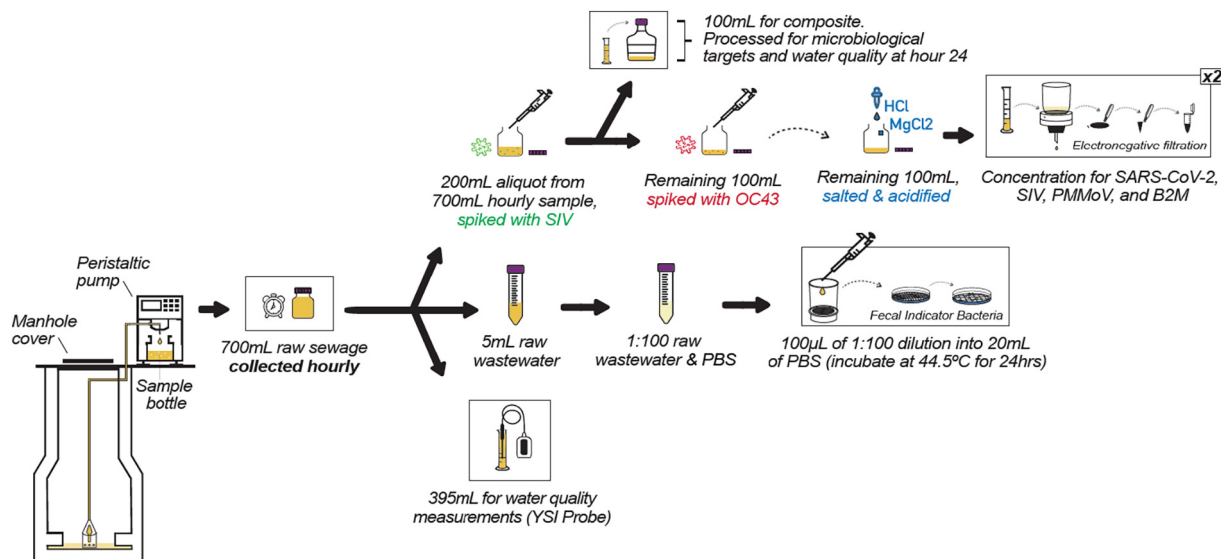 100mL for composite.
Processed for microbiological
targets and water quality at hour 24
x2
HCl
MgCl2
Electronegative filtration
200mL aliquot from
700mL hourly sample,
spiked with SIV
Remaining 100mL
spiked with OC43
Remaining 100mL,
salted & acidified
Concentration for SARS-CoV-2,
SIV, PMMoV, and B2M
Peristaltic
pump
Manhole
cover
Sample
bottle
700mL raw sewage
collected hourly
5mL raw
wastewater
1:100 raw
wastewater & PBS
Fecal Indicator Bacteria
100µL of 1:100 dilution into 20mL
of PBS (incubate at 44.5ºC for 24hrs)
395mL for water quality
measurements (YSI Probe)